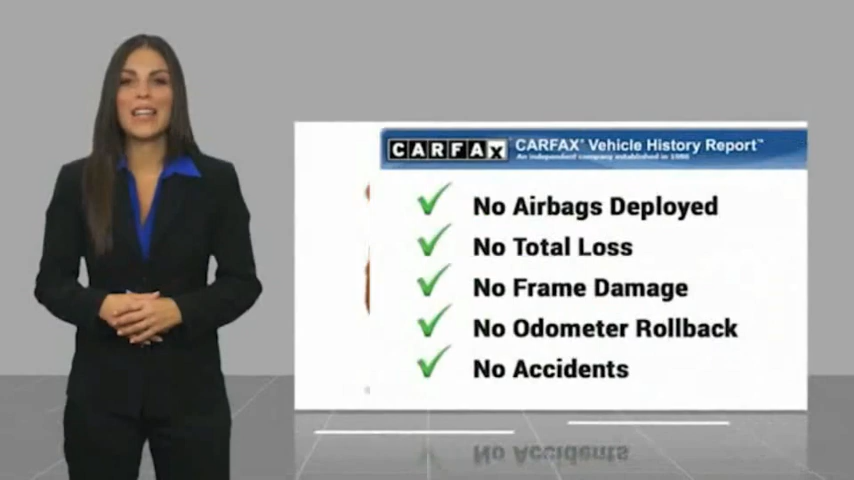 CARFAX CARFAX® Vehicle History Report™
An independent company established in 1986
No Airbags Deployed
No Total Loss
No Frame Damage
No Odometer Rollback
No Accidents
No Accidents